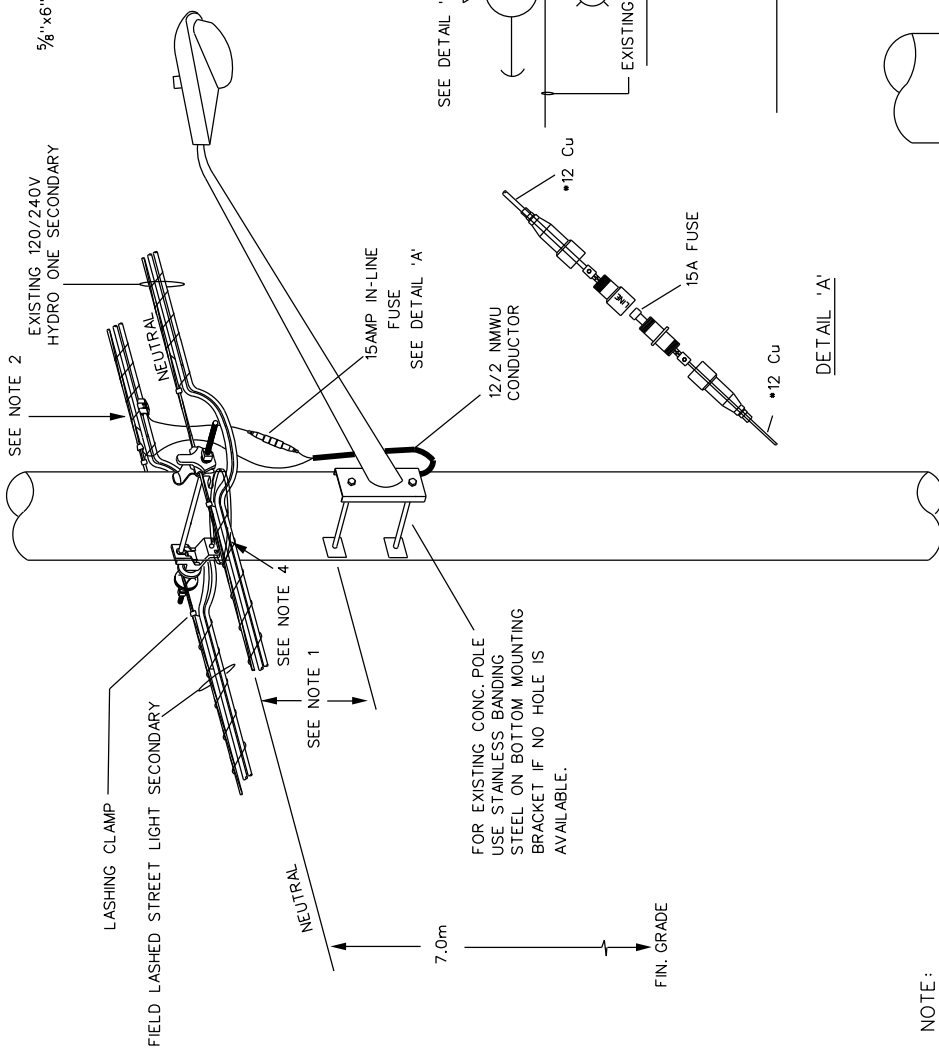 5/8"x6"
SEE NOTE 2
EXISTING 120/240V
HYDRO ONE SECONDARY
NEUTRAL
LASHING CLAMP
FIELD LASHED STREET LIGHT SECONDARY
SEE NOTE 4
SEE NOTE 1
NEUTRAL
7.0m
FIN. GRADE
15AMP IN-LINE
FUSE
SEE DETAIL 'A'
12/2 NMWU
CONDUCTOR
FOR EXISTING CONC. POLE
USE STAINLESS BANDING
STEEL ON BOTTOM MOUNTING
BRACKET IF NO HOLE IS
AVAILABLE.
SEE DETAIL '
EXISTING
*12 Cu
LINE
15A FUSE
*12 Cu
DETAIL 'A'
NOTE: